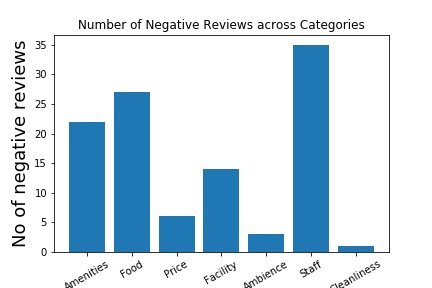 Number of Negative Reviews across Categories
No of negative reviews
35
30
25
20
15
10
5
0
Amenities
Food
Price
Facility
Ambience
Staff
Cleanliness